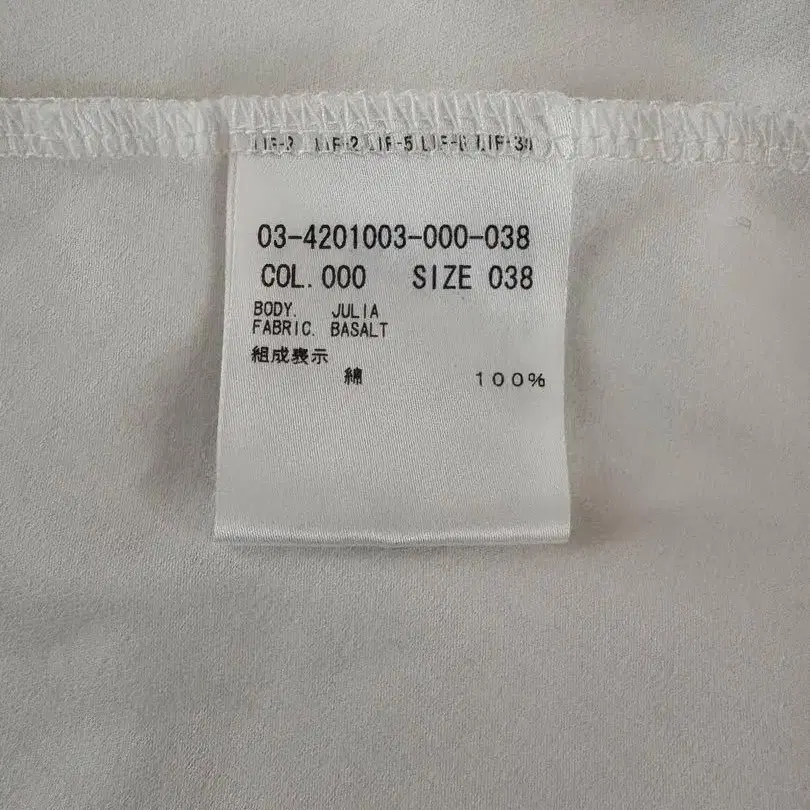 03-4201003-000-038
COL. 000 SIZE 038
BODY. JULIA
FABRIC. BASALT
組成表示
綿 100%